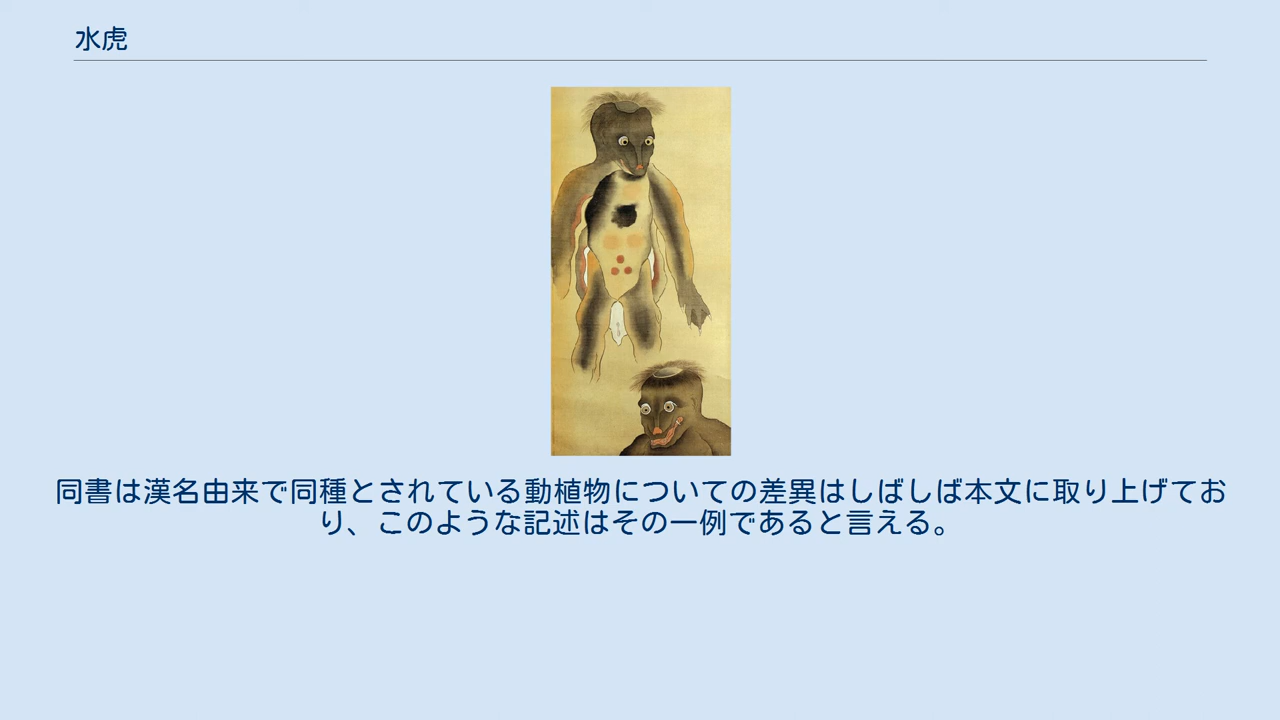 水虎
同書は漢名由来で同種とされている動植物についての差異はしばしば本文に取り上げてお
り、このような記述はその一例であると言える。